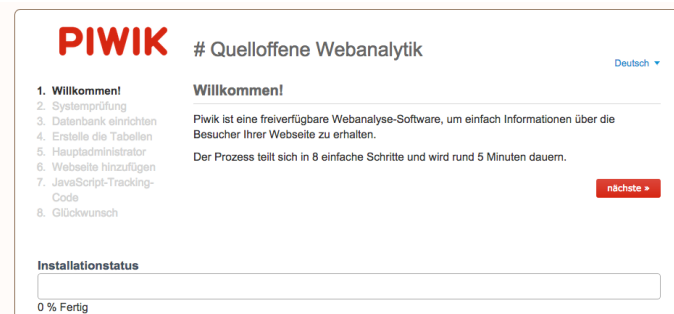 PIWIK
# Quelloffene Webanalytik
Deutsch
1. Willkommen!
2. Systemprüfung
3. Datenbank einrichten
4. Erstelle die Tabellen
5. Hauptadministrator
6. Webseite hinzufügen
7. JavaScript-Tracking-
Code
8. Glückwunsch
Willkommen!
Piwik ist eine freiverfügbare Webanalyse-Software, um einfach Informationen über die
Besucher Ihrer Webseite zu erhalten.
Der Prozess teilt sich in 8 einfache Schritte und wird rund 5 Minuten dauern.
nächste »
Installationstatus
0 % Fertig